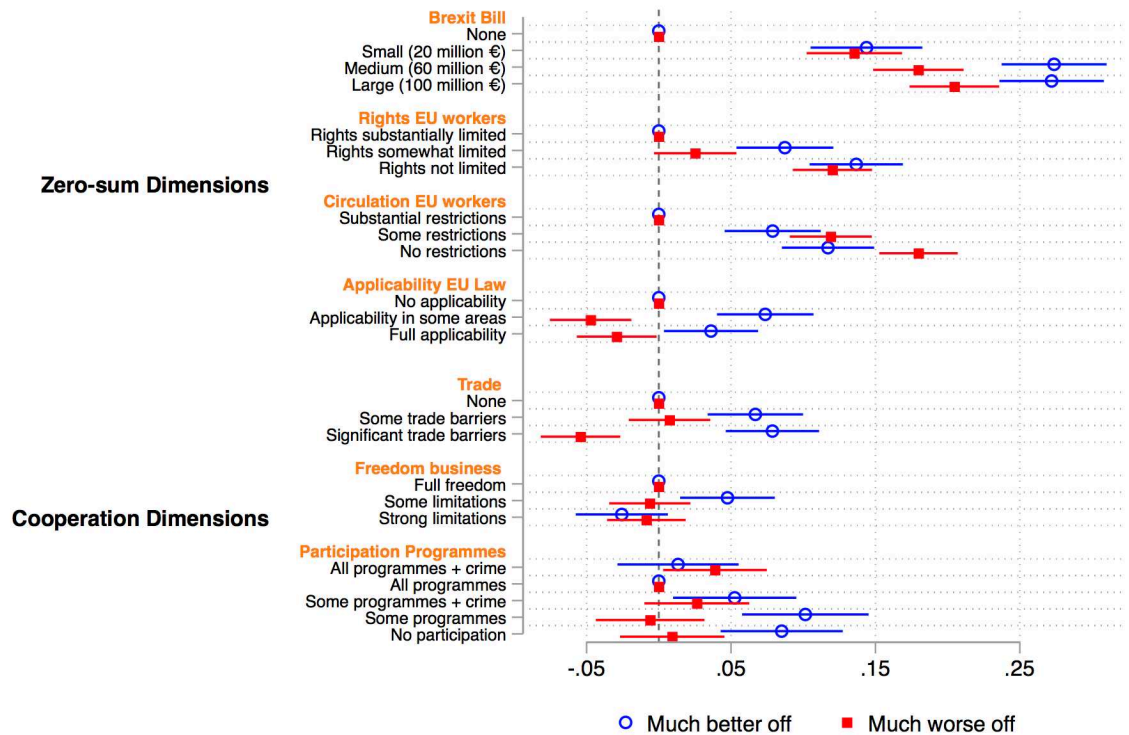 Brexit Bill
None
Small (20 million €)
Medium (60 million €)
Large (100 million €)
Rights EU workers
Rights substantially limited
Rights somewhat limited
Rights not limited
Zero-sum Dimensions
Circulation EU workers
Substantial restrictions
Some restrictions
No restrictions
Applicability EU Law
No applicability
Applicability in some areas
Full applicability
Trade
None
Some trade barriers
Significant trade barriers
Freedom business
Full freedom
Some limitations
Strong limitations
Cooperation Dimensions
Participation Programmes
All programmes + crime
All programmes
Some programmes + crime
Some programmes
No participation
-.05 .05 .15 .25
Much better off Much worse off